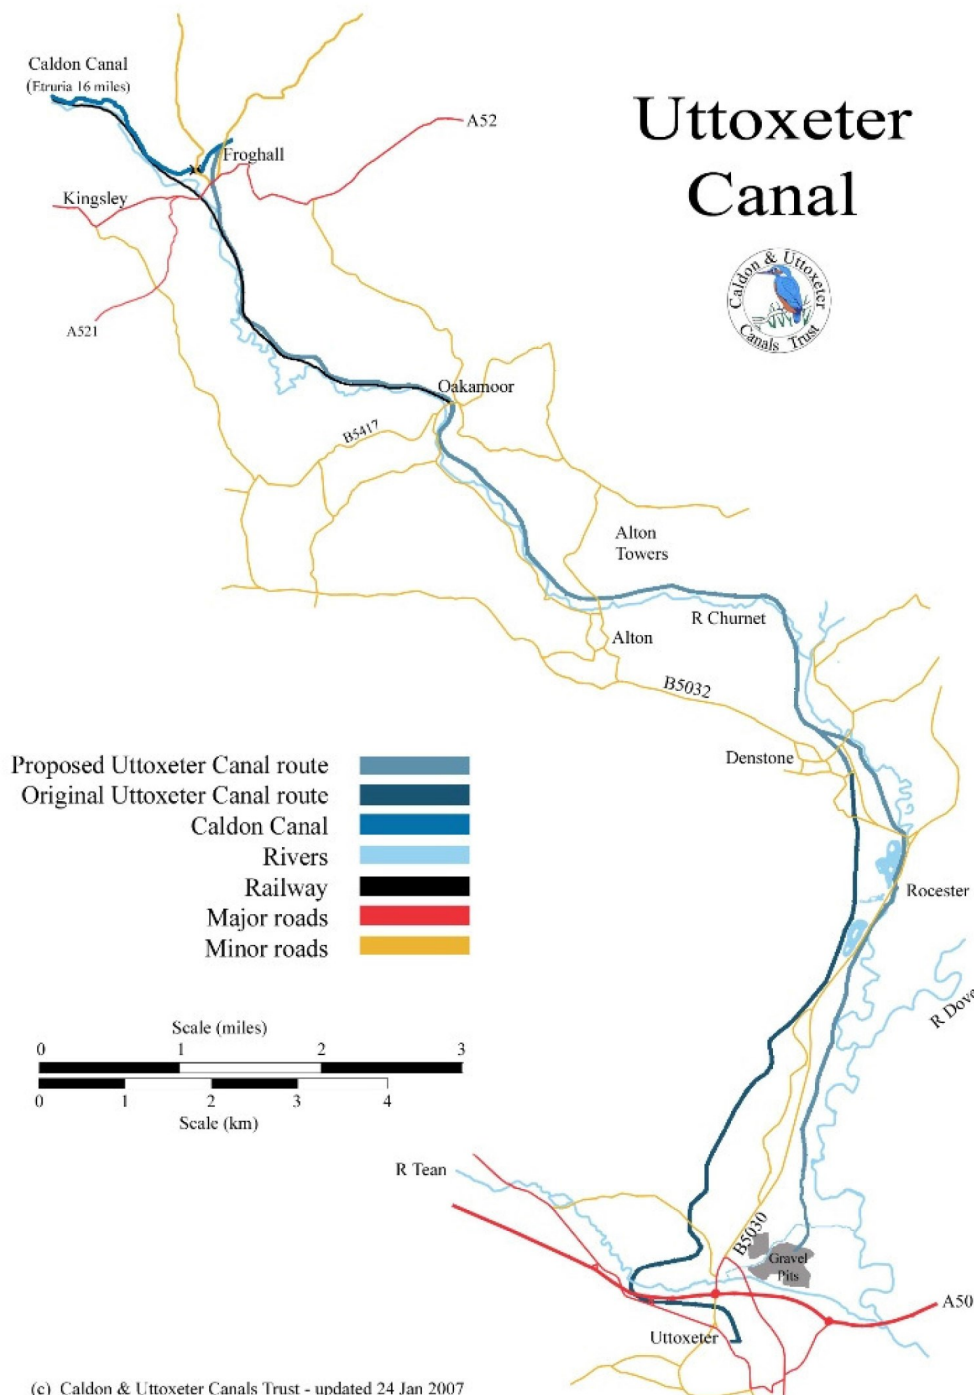 Uttoxeter
Canal
Caldon & Uttoxeter
Canals Trust
Caldon Canal
(Etruria 16 miles)
Froghall
A52
Kingsley
A521
Oakamoor
B5417
Alton
Towers
R Churnet
Alton
B5032
Denstone
Rocester
R Dove
Proposed Uttoxeter Canal route
Original Uttoxeter Canal route
Caldon Canal
Rivers
Railway
Major roads
Minor roads
Scale (miles)
0 1 2 3
0 1 2 3 4
Scale (km)
R Tean
B5030
Gravel
Pits
A50
Uttoxeter
(c) Caldon & Uttoxeter Canals Trust - updated 24 Jan 2007